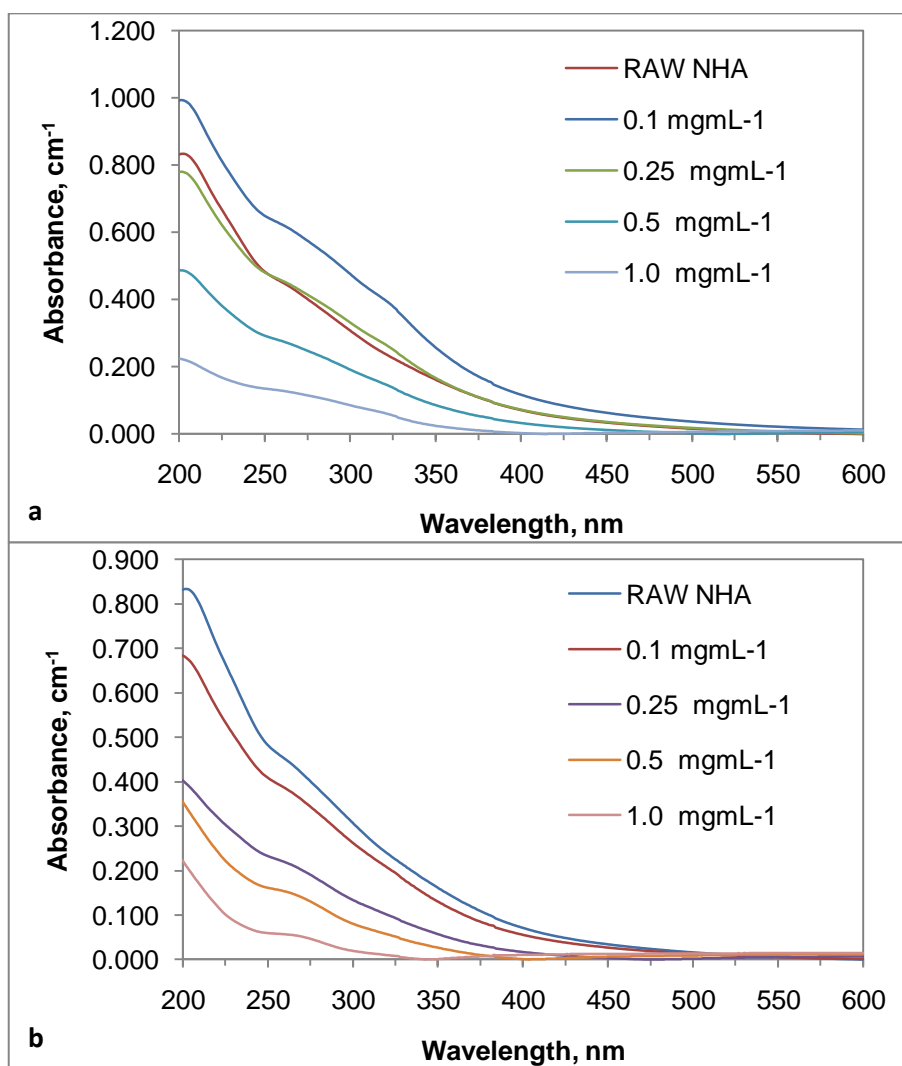 1.200
1.000
0.800
0.600
0.400
0.200
0.000
Absorbance, cm-1
RAW NHA
0.1 mgmL-1
0.25 mgmL-1
0.5 mgmL-1
1.0 mgmL-1
200 250 300 350 400 450 500 550 600
Wavelength, nm
a
0.900
0.800
0.700
0.600
0.500
0.400
0.300
0.200
0.100
0.000
Absorbance, cm-1
RAW NHA
0.1 mgmL-1
0.25 mgmL-1
0.5 mgmL-1
1.0 mgmL-1
200 250 300 350 400 450 500 550 600
Wavelength, nm
b